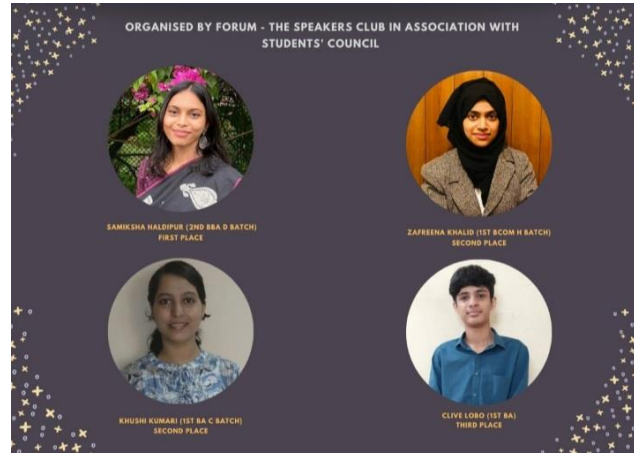 ORGANISED BY FORUM - THE SPEAKERS CLUB IN ASSOCIATION WITH
STUDENTS' COUNCIL
SAMIKSHA HALDIPUR (2ND BBA D BATCH)
FIRST PLACE
ZAFREENA KHALID (1ST BCOM H BATCH)
SECOND PLACE
KHUSHI KUMARI (1ST BA C BATCH)
SECOND PLACE
CLIVE LOBO (1ST BA)
THIRD PLACE